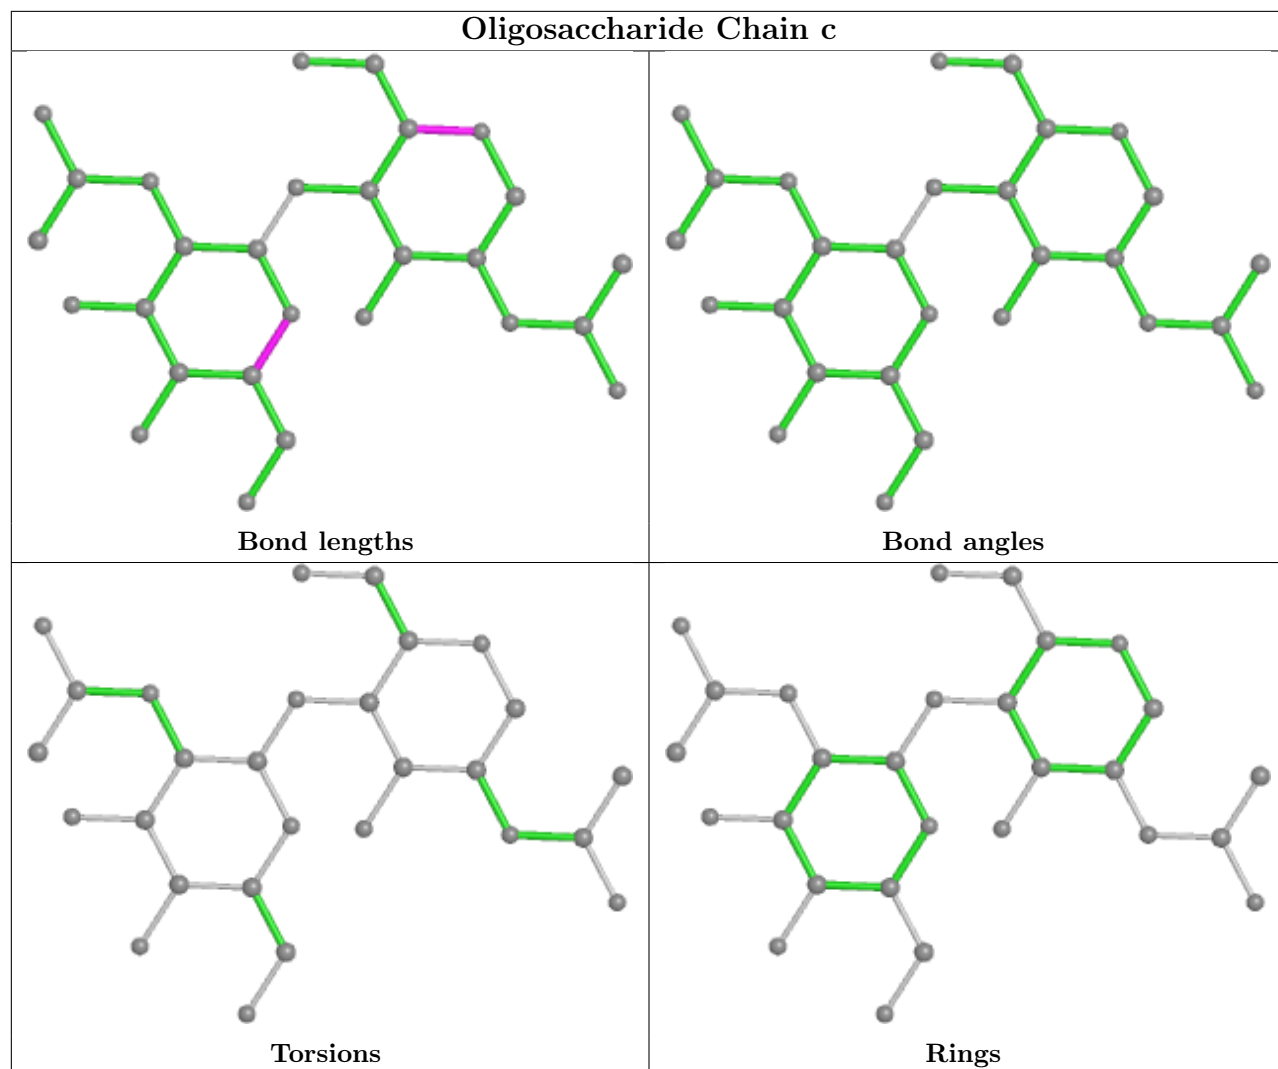 Oligosaccharide Chain c
Bond lengths
Bond angles
Torsions
Rings